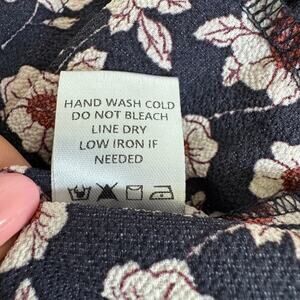 HAND WASH COLD
DO NOT BLEACH
LINE DRY
LOW IRON IF
NEEDED